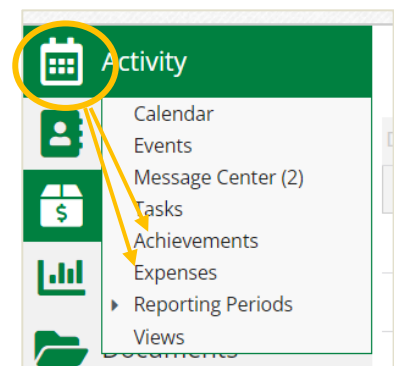 Activity
Calendar
Events
Message Center (2)
Tasks
Achievements
Expenses
Reporting Periods
Views
Documents
$